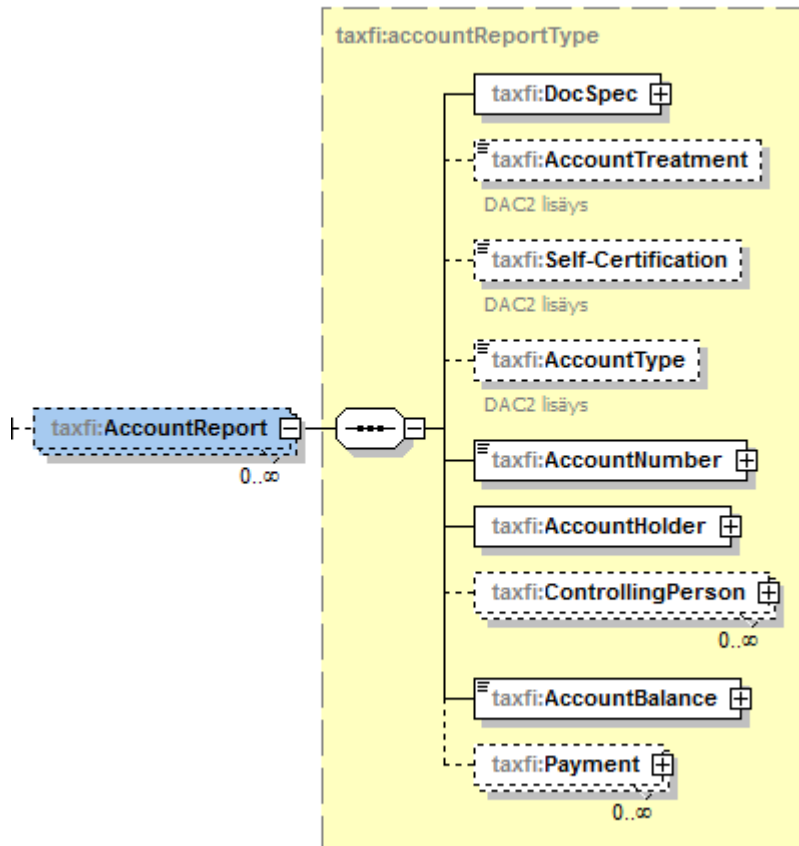 taxfi:accountReportType
taxfi:DocSpec
taxfi:AccountTreatment
DAC2 lisäys
taxfi:Self-Certification
DAC2 lisäys
taxfi:AccountType
DAC2 lisäys
taxfi:AccountReport
0..∞
taxfi:AccountNumber
taxfi:AccountHolder
taxfi:ControllingPerson
0..∞
taxfi:AccountBalance
taxfi:Payment
0..∞